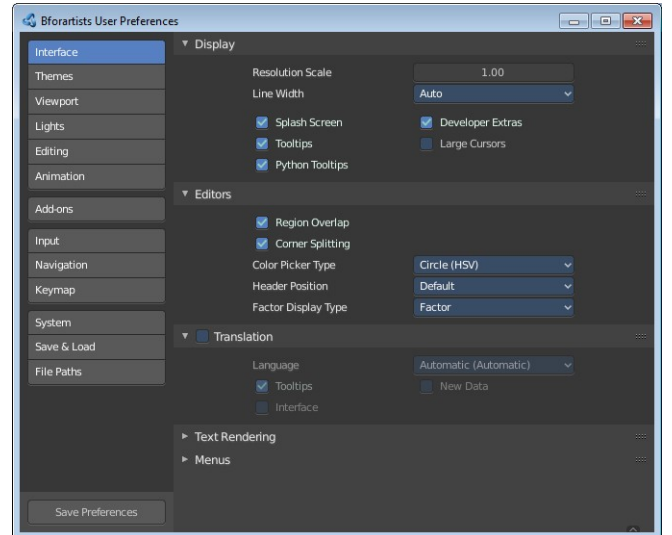 Bforartists User Preferences
Interface
Themes
Viewport
Lights
Editing
Animation
Add-ons
Input
Navigation
Keymap
System
Save & Load
File Paths
Save Preferences
Display
Resolution Scale 1.00
Line Width Auto
Splash Screen Developer Extras
Tooltips Large Cursors
Python Tooltips
Editors
Region Overlap
Corner Splitting
Color Picker Type Circle (HSV)
Header Position Default
Factor Display Type Factor
Translation
Language Automatic (Automatic)
Tooltips New Data
Interface
Text Rendering
Menus